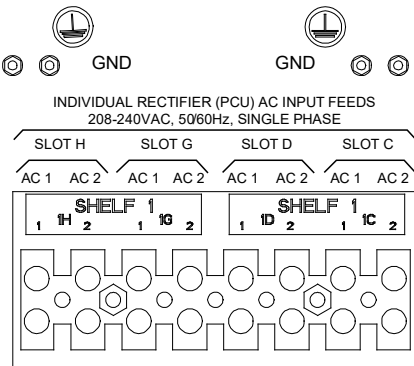 GND GND
INDIVIDUAL RECTIFIER (PCU) AC INPUT FEEDS
208-240VAC, 50/60Hz, SINGLE PHASE
SLOT H SLOT G SLOT D SLOT C
AC 1 AC 2 AC 1 AC 2 AC 1 AC 2 AC 1 AC 2
SHELF 1 SHELF 1
1 1H 2 1 1G 2 1 1D 2 1 1C 2